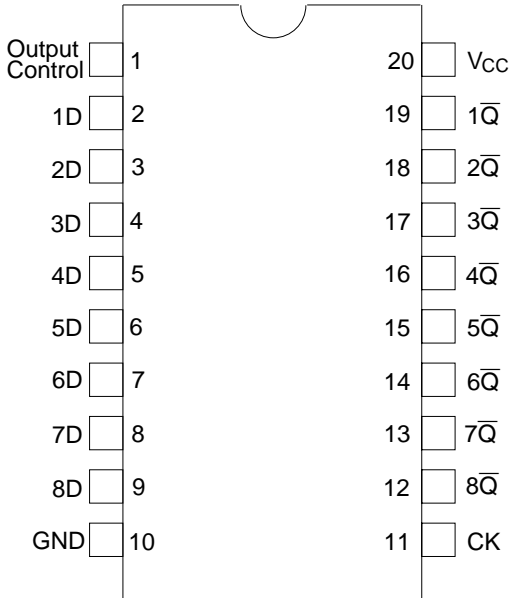 Output
Control 1 20 VCC
1D 2 19 1Q̅
2D 3 18 2Q̅
3D 4 17 3Q̅
4D 5 16 4Q̅
5D 6 15 5Q̅
6D 7 14 6Q̅
7D 8 13 7Q̅
8D 9 12 8Q̅
GND 10 11 CK